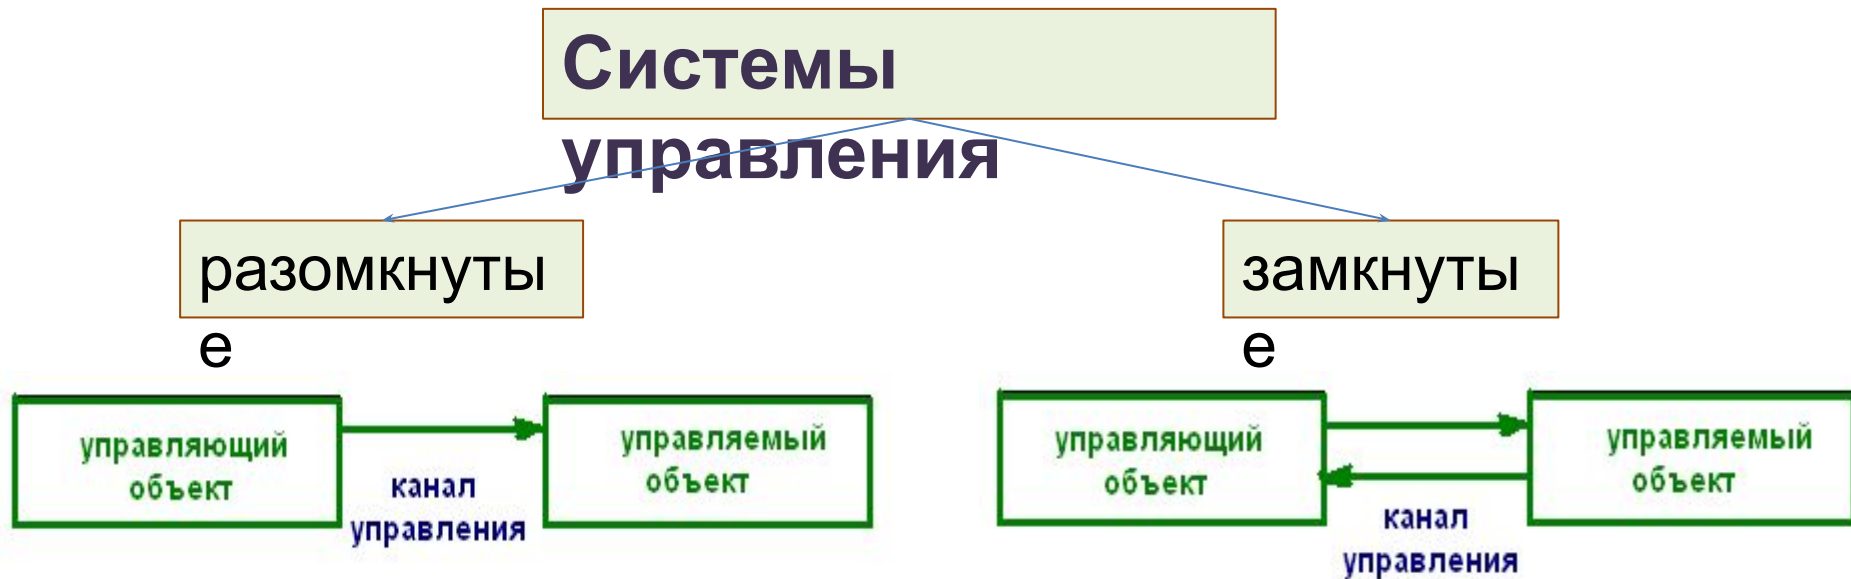 Системы
управления
разомкнуты
е
замкнуты
е
управляющий
объект
канал
управления
управляемый
объект
управляющий
объект
канал
управления
управляемый
объект